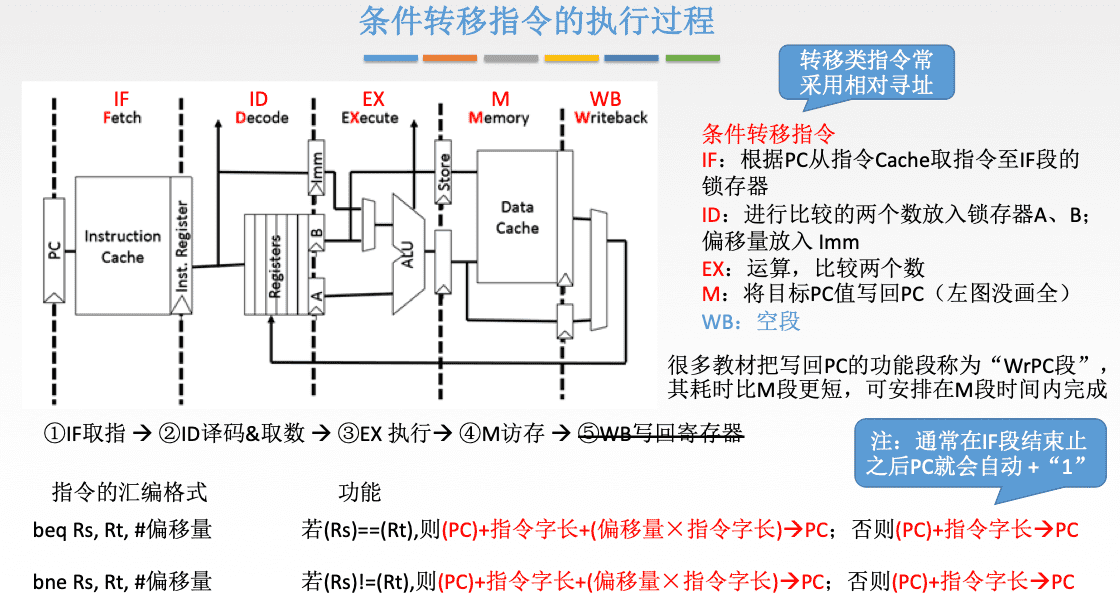 条件转移指令的执行过程
转移类指令常
采用相对寻址
IF ID EX M WB
Fetch Decode EXecute Memory Writeback
PC
Instruction
Cache
Inst. Register
Registers
Imm
B
A
ALU
Store
Data
Cache
条件转移指令
IF：根据PC从指令Cache取指令至IF段的
锁存器
ID：进行比较的两个数放入锁存器A、B；
偏移量放入 Imm
EX：运算，比较两个数
M：将目标PC值写回PC（左图没画全）
WB：空段
很多教材把写回PC的功能段称为“WrPC段”，
其耗时比M段更短，可安排在M段时间内完成
①IF取指 → ②ID译码&取数 → ③EX 执行→ ④M访存 → ⑤WB写回寄存器
注：通常在IF段结束止
之后PC就会自动 +“1”
指令的汇编格式 功能
beq Rs, Rt, #偏移量 若(Rs)==(Rt),则(PC)+指令字长+(偏移量×指令字长)→PC；否则(PC)+指令字长→PC
bne Rs, Rt, #偏移量 若(Rs)!=(Rt),则(PC)+指令字长+(偏移量×指令字长)→PC；否则(PC)+指令字长→PC